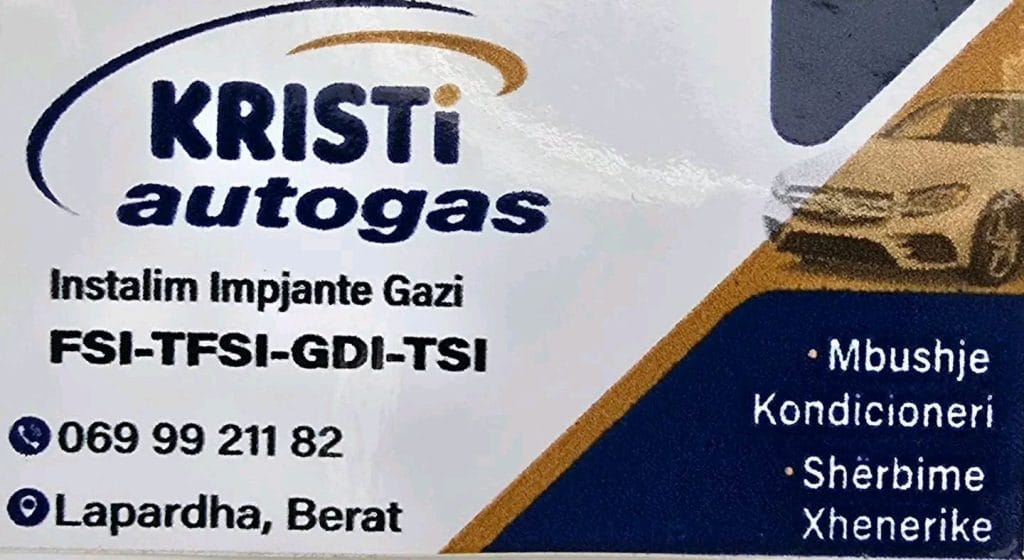 KRISTi
autogas
Instalim Impjante Gazi
FSI-TFSI-GDI-TSI
069 99 211 82
Lapardha, Berat
• Mbushje
Kondicioneri
• Shërbime
Xhenerike